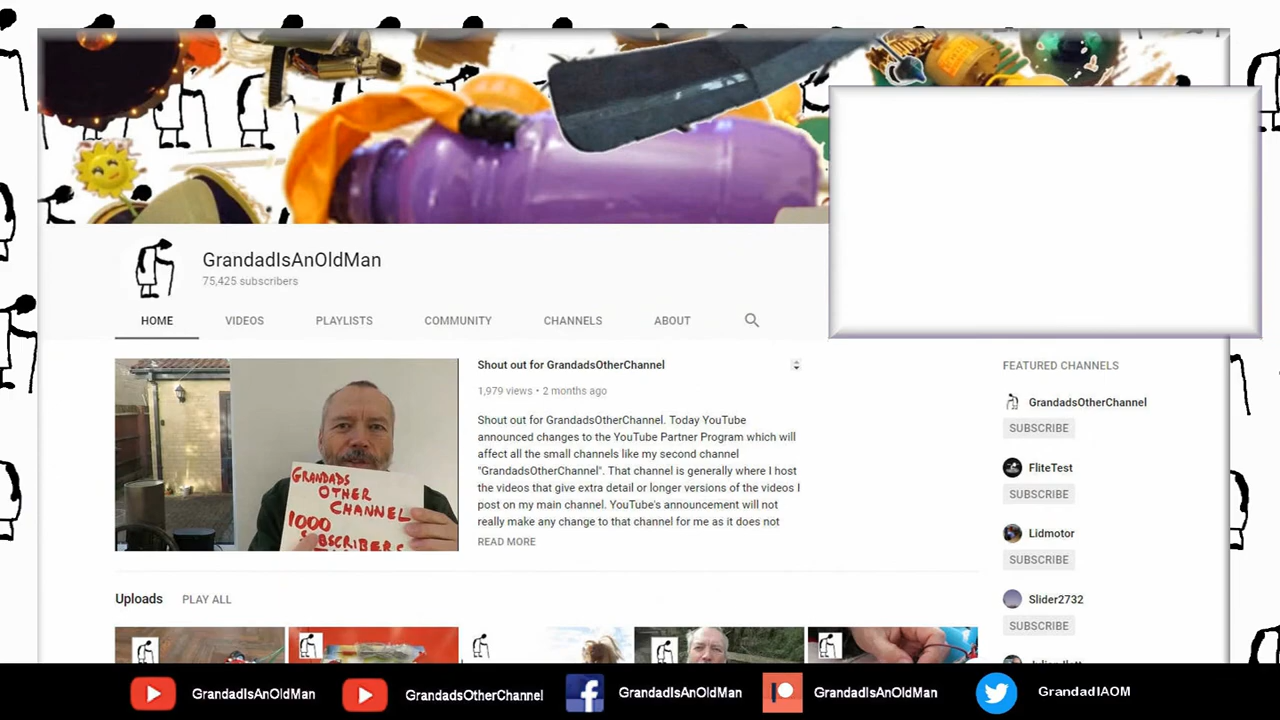 GrandadIsAnOldMan
75,425 subscribers
HOME
VIDEOS
PLAYLISTS
COMMUNITY
CHANNELS
ABOUT
GRANDADS
OTHER
CHANNEL
1000
SUBSCRIBERS
Shout out for GrandadsOtherChannel
1,979 views • 2 months ago
Shout out for GrandadsOtherChannel. Today YouTube
announced changes to the YouTube Partner Program which will
affect all the small channels like my second channel
"GrandadsOtherChannel". That channel is generally where I host
the videos that give extra detail or longer versions of the videos I
post on my main channel. YouTube's announcement will not
really make any change to that channel for me as it does not
READ MORE
FEATURED CHANNELS
GrandadsOtherChannel
SUBSCRIBE
FliteTest
SUBSCRIBE
Lidmotor
SUBSCRIBE
Slider2732
SUBSCRIBE
Uploads
PLAY ALL
GrandadIsAnOldMan
GrandadsOtherChannel
GrandadIsAnOldMan
GrandadIsAnOldMan
GrandadIAOM